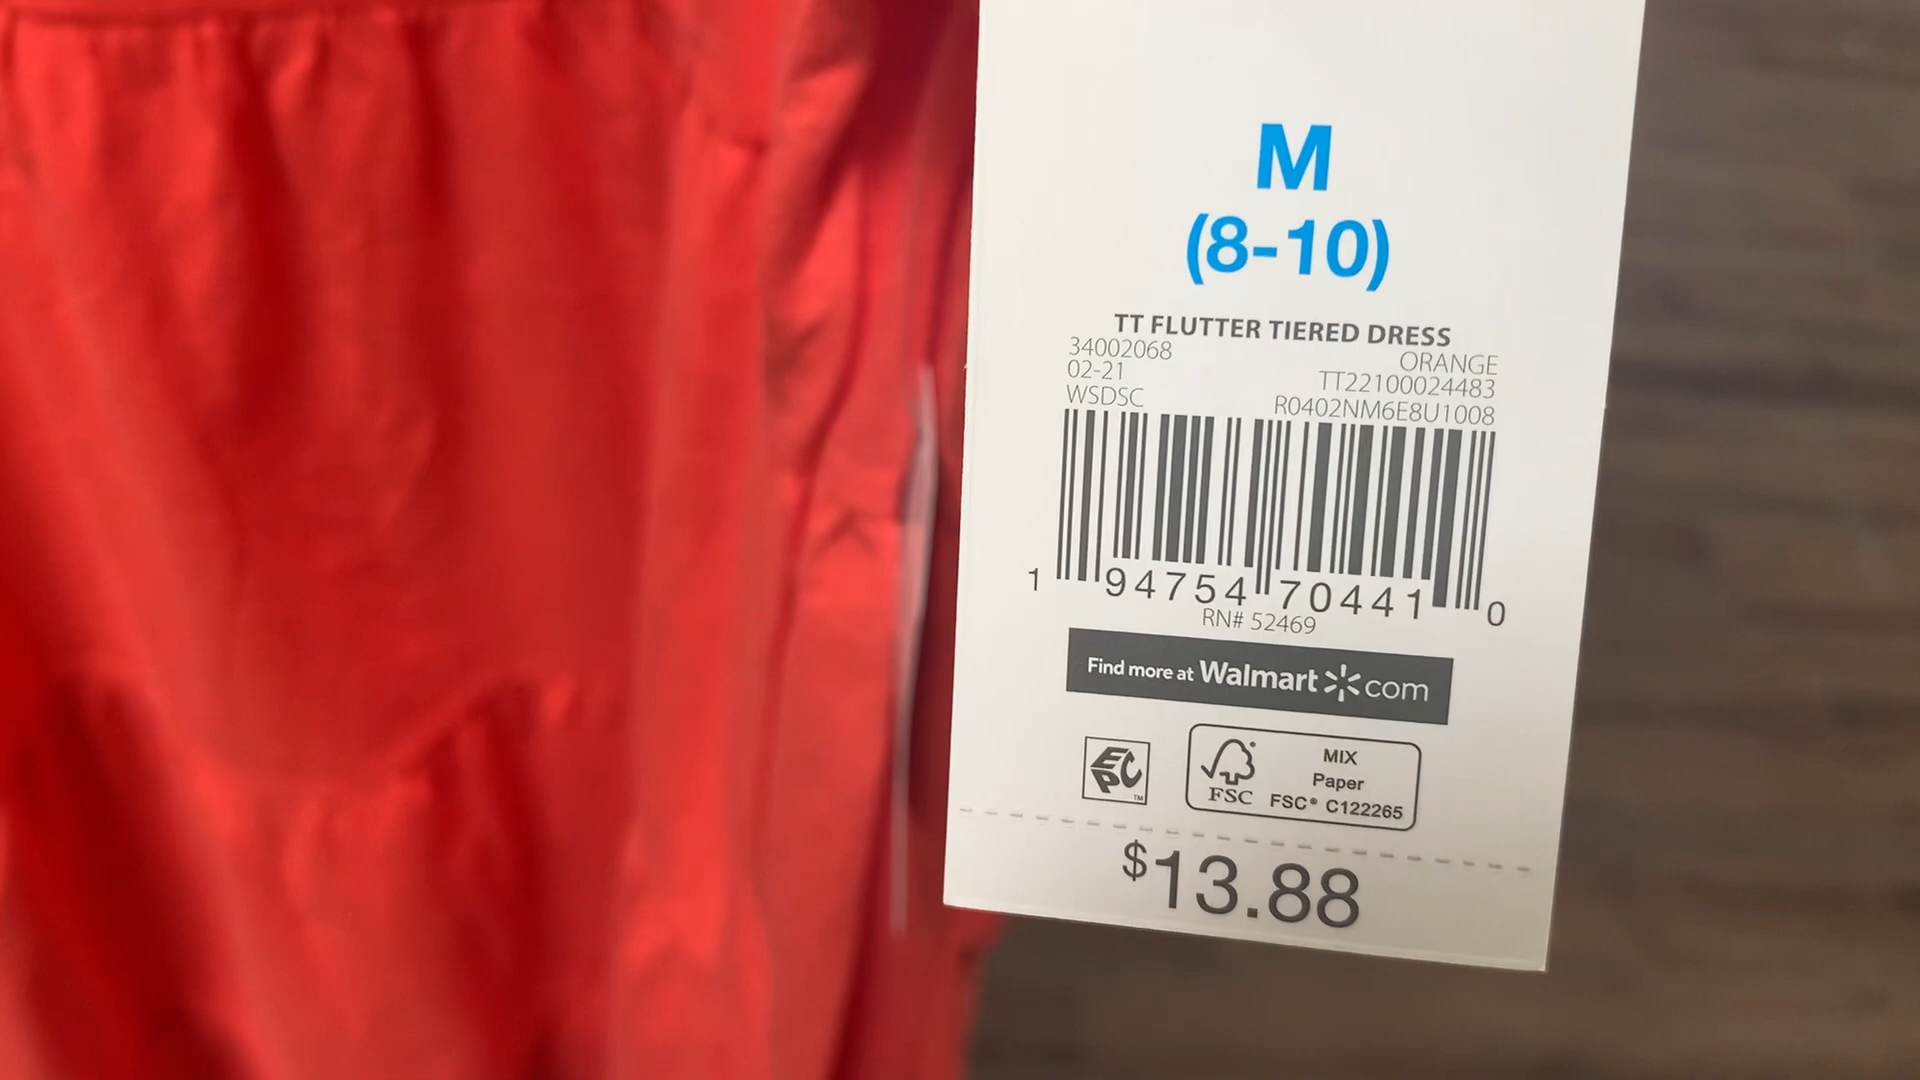 M
(8-10)
TT FLUTTER TIERED DRESS
34002068 ORANGE
02-21 TT22100024483
WSDSC R0402NM6E8U1008
1 94754 70441 0
RN# 52469
Find more at Walmart com
EPC™
FSC
MIX
Paper
FSC® C122265
$13.88